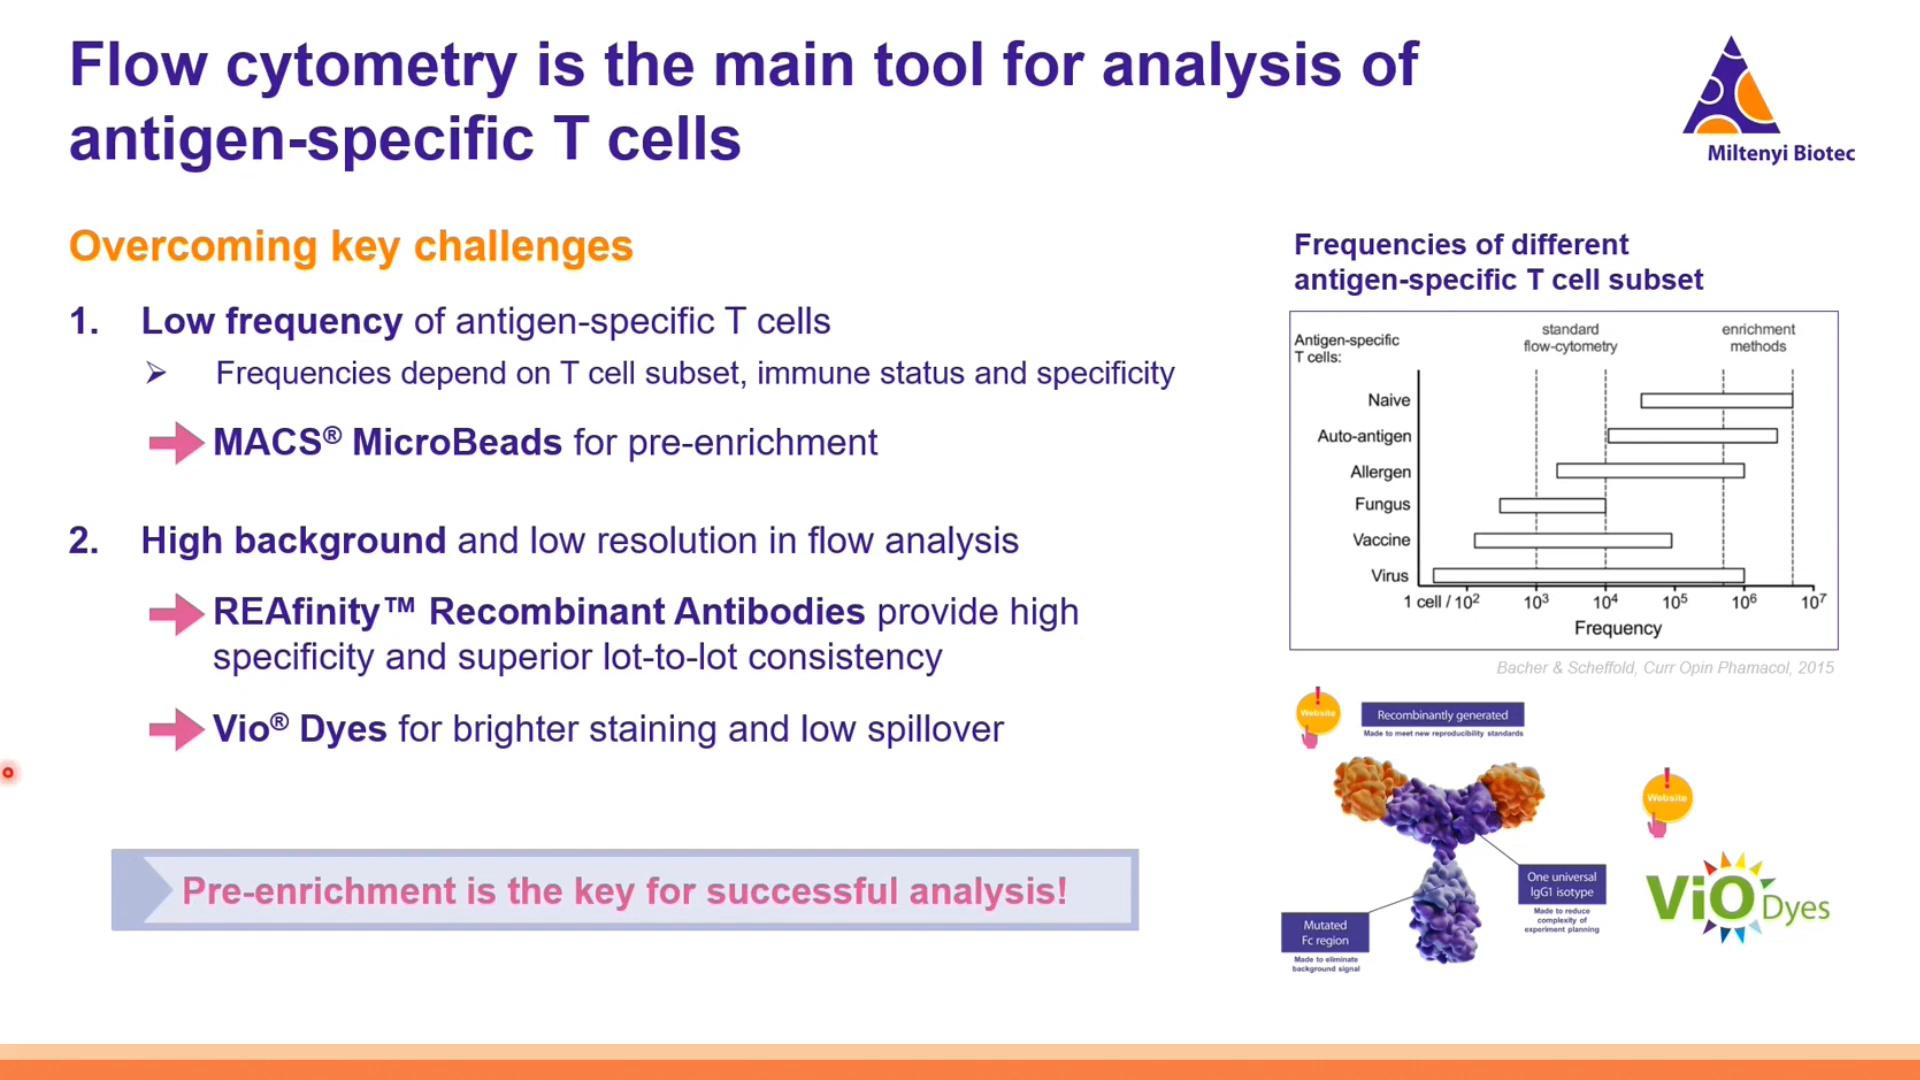 Flow cytometry is the main tool for analysis of
antigen-specific T cells
Miltenyi Biotec
Overcoming key challenges
1. Low frequency of antigen-specific T cells
Frequencies depend on T cell subset, immune status and specificity
MACS® MicroBeads for pre-enrichment
2. High background and low resolution in flow analysis
REAfinity™ Recombinant Antibodies provide high
specificity and superior lot-to-lot consistency
Vio® Dyes for brighter staining and low spillover
Pre-enrichment is the key for successful analysis!
Frequencies of different
antigen-specific T cell subset
Antigen-specific
T cells:
standard
flow-cytometry
enrichment
methods
Naive
Auto-antigen
Allergen
Fungus
Vaccine
Virus
1 cell / 10² 10³ 10⁴ 10⁵ 10⁶ 10⁷
Frequency
Bacher & Scheffold, Curr Opin Phamacol, 2015
! Website
Recombinantly generated
Made to meet new reproducibility standards
! Website
One universal
IgG1 isotype
Made to reduce
complexity of
experiment planning
Mutated
Fc region
Made to eliminate
background signal
ViO Dyes